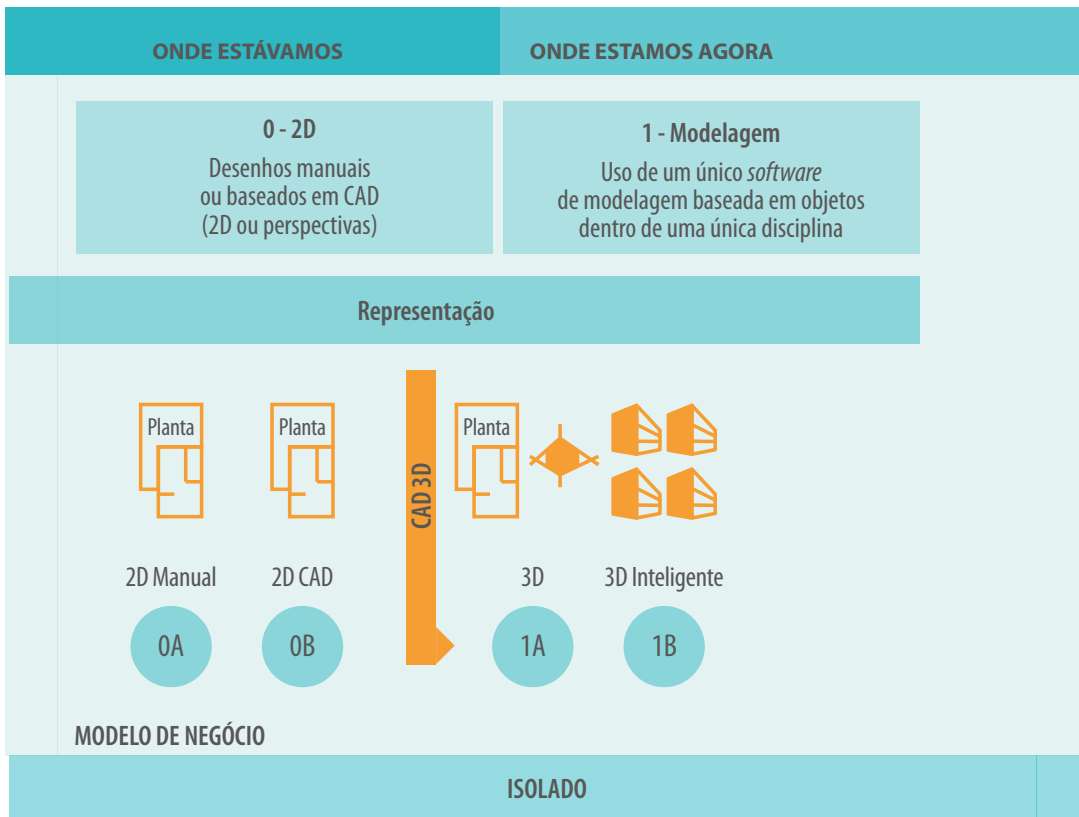 ONDE ESTÁVAMOS
ONDE ESTAMOS AGORA
0 - 2D
Desenhos manuais
ou baseados em CAD
(2D ou perspectivas)
1 - Modelagem
Uso de um único software
de modelagem baseada em objetos
dentro de uma única disciplina
Representação
Planta
Planta
CAD 3D
Planta
2D Manual
2D CAD
3D
3D Inteligente
0A
0B
1A
1B
MODELO DE NEGÓCIO
ISOLADO